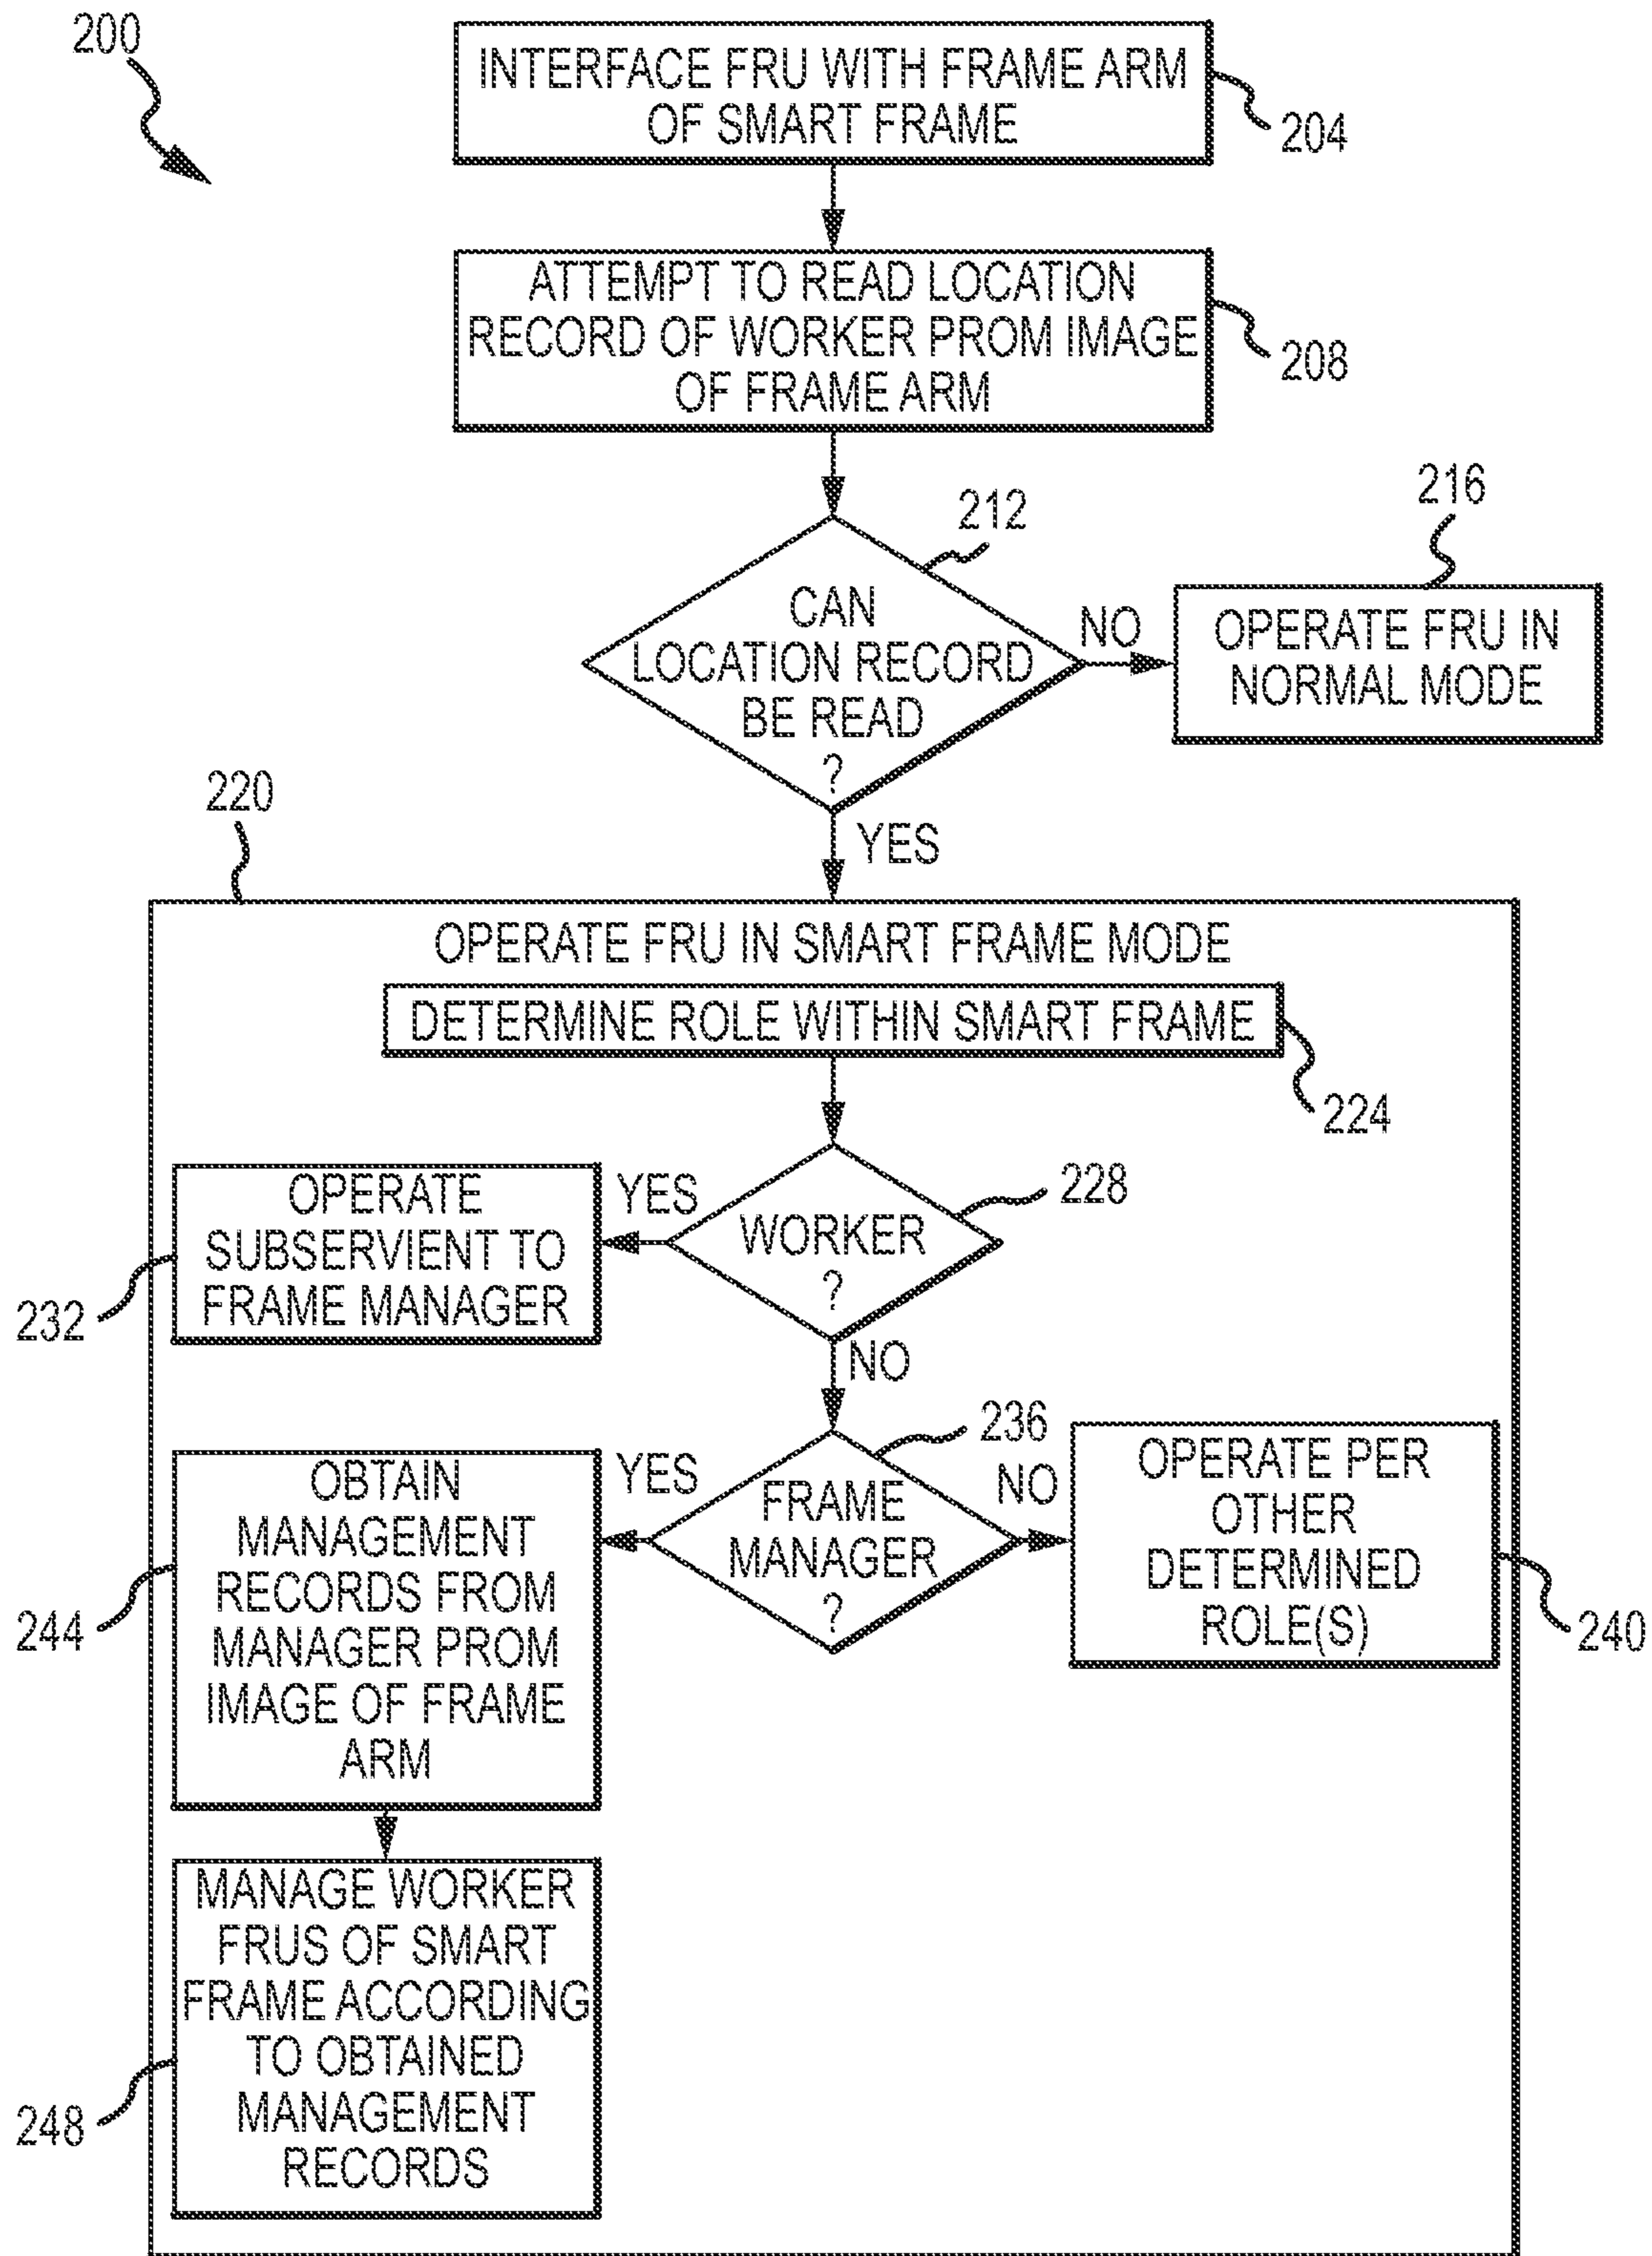 200
INTERFACE FRU WITH FRAME ARM
OF SMART FRAME
204
ATTEMPT TO READ LOCATION
RECORD OF WORKER PROM IMAGE
OF FRAME ARM
208
212
CAN
LOCATION RECORD
BE READ
?
NO
216
OPERATE FRU IN
NORMAL MODE
YES
220
OPERATE FRU IN SMART FRAME MODE
DETERMINE ROLE WITHIN SMART FRAME
224
228
WORKER
?
YES
OPERATE
SUBSERVIENT TO
FRAME MANAGER
232
NO
236
FRAME
MANAGER
?
NO
OPERATE PER
OTHER
DETERMINED
ROLE(S)
240
YES
OBTAIN
MANAGEMENT
RECORDS FROM
MANAGER PROM
IMAGE OF FRAME
ARM
244
MANAGE WORKER
FRUS OF SMART
FRAME ACCORDING
TO OBTAINED
MANAGEMENT
RECORDS
248